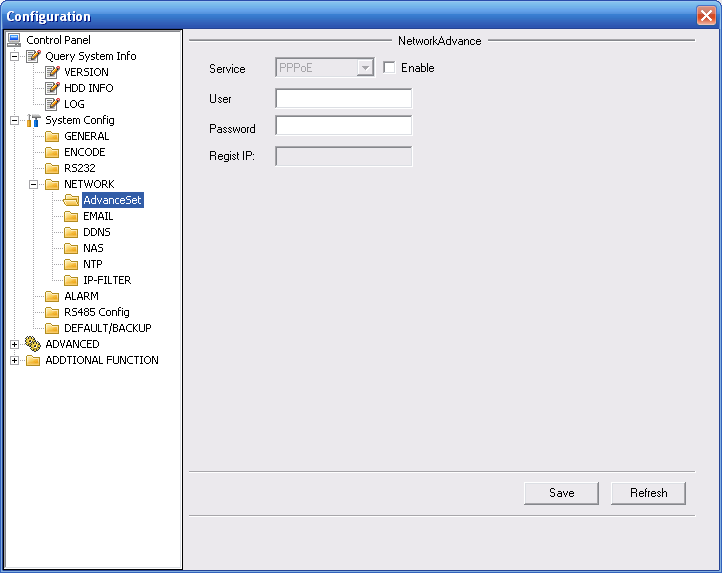 Configuration
Control Panel
Query System Info
VERSION
HDD INFO
LOG
System Config
GENERAL
ENCODE
RS232
NETWORK
AdvanceSet
EMAIL
DDNS
NAS
NTP
IP-FILTER
ALARM
RS485 Config
DEFAULT/BACKUP
ADVANCED
ADDTIONAL FUNCTION
NetworkAdvance
Service PPPoE Enable
User
Password
Regist IP:
Save Refresh